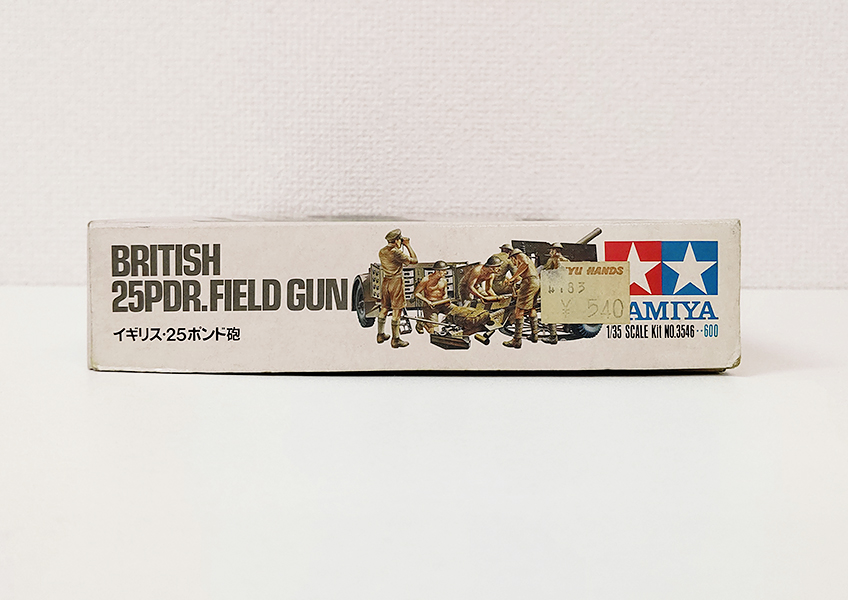 BRITISH
25PDR. FIELD GUN
イギリス・25ポンド砲
YU HANDS
.83
¥540
AMIYA
1/35 SCALE KIT NO.3546··600